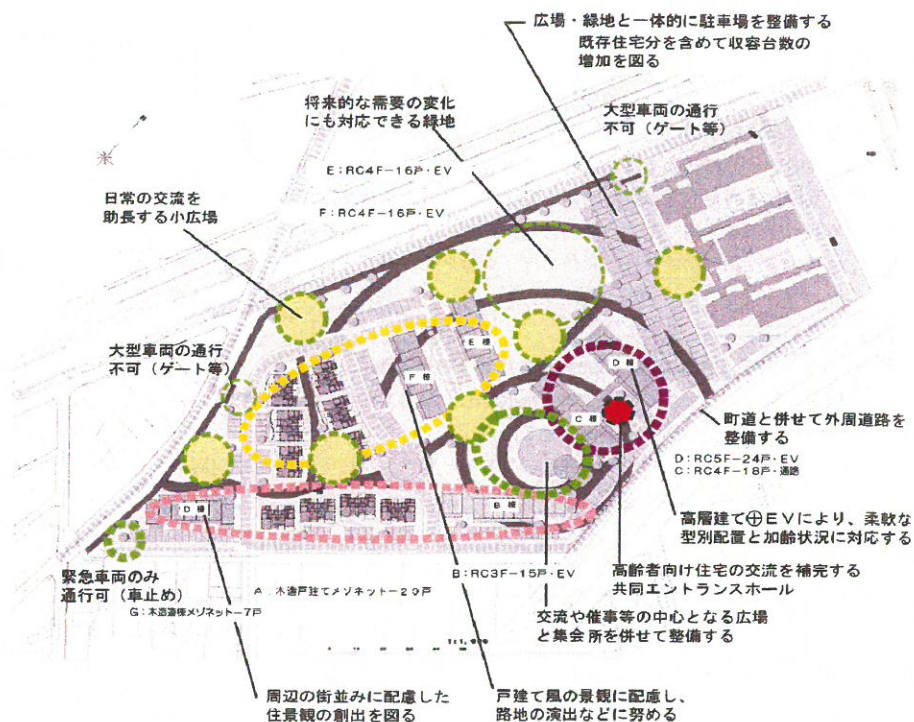 広場・緑地と一体的に駐車場を整備する
既存住宅分を含めて収容台数の
増加を図る
将来的な需要の変化
にも対応できる緑地
大型車両の通行
不可（ゲート等）
E：RC4F−16戸・EV
日常の交流を
助長する小広場
F：RC4F−16戸・EV
大型車両の通行
不可（ゲート等）
E 棟
F 棟
D 棟
C 棟
町道と併せて外周道路を
整備する
D：RC5F−24戸・EV
C：RC4F−18戸・通路
D 棟
B 棟
高層建て⊕EVにより、柔軟な
型別配置と加齢状況に対応する
緊急車両のみ
通行可（車止め）
G：木造連棟メゾネット−7戸
A：木造戸建てメゾネット−29戸
B：RC3F−15戸・EV
高齢者向け住宅の交流を補完する
共同エントランスホール
交流や催事等の中心となる広場
と集会所を併せて整備する
周辺の街並みに配慮した
住景観の創出を図る
戸建て風の景観に配慮し、
路地の演出などに努める